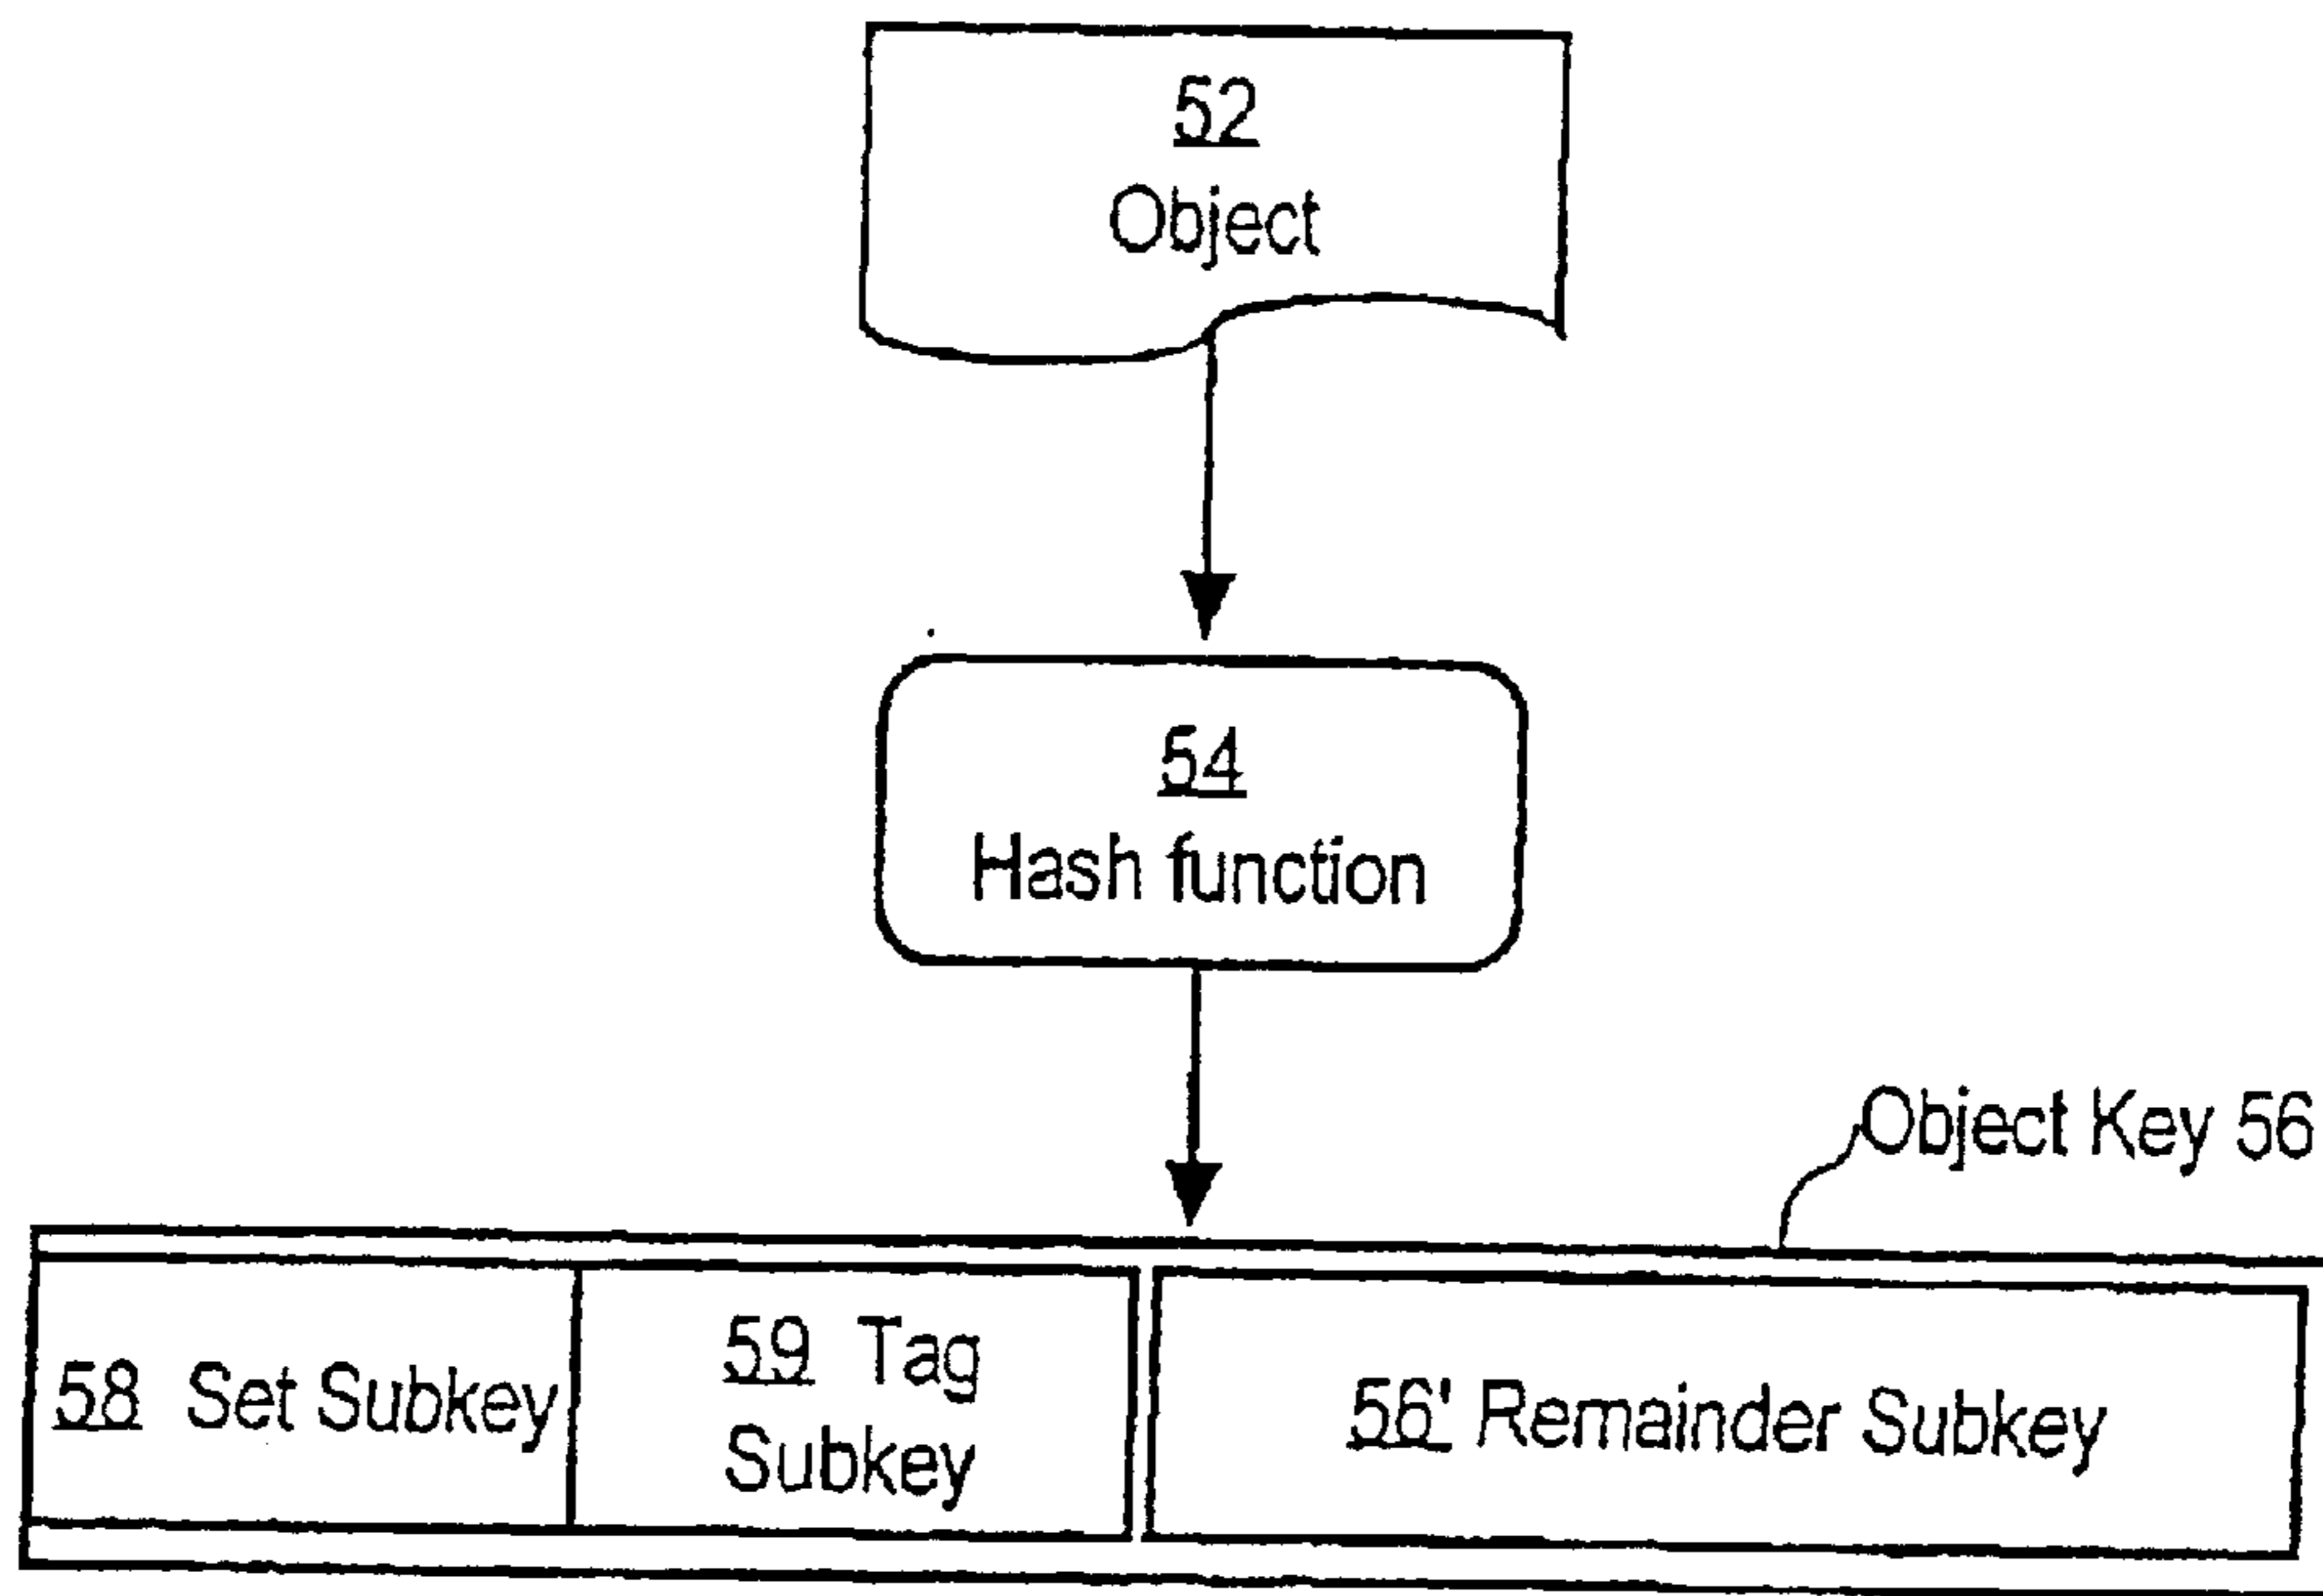 52
Object
54
Hash function
Object Key 56
58 Set Subkey
59 Tag
Subkey
56' Remainder Subkey